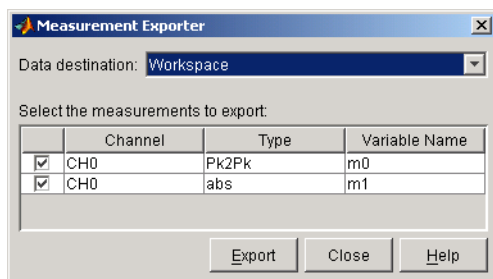 Measurement Exporter
Data destination: Workspace
Select the measurements to export:
Channel Type Variable Name
CH0 Pk2Pk m0
CH0 abs m1
Export Close Help